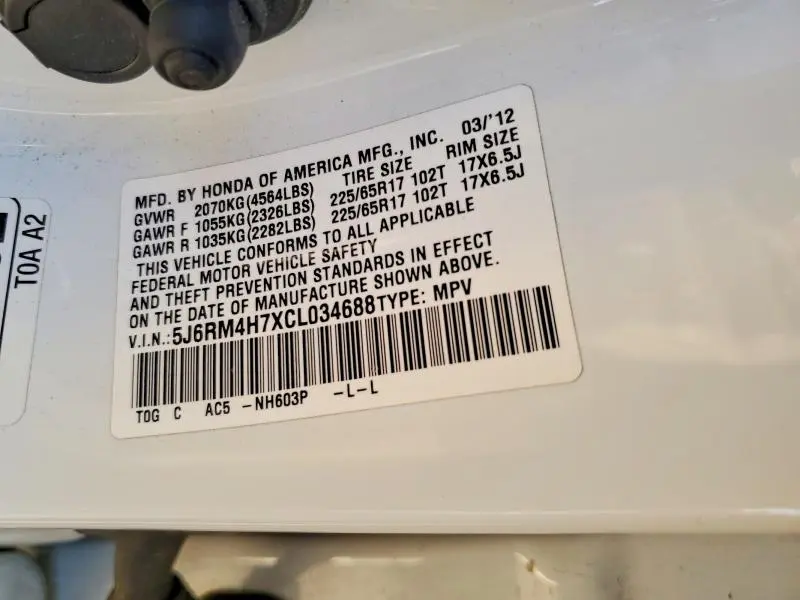 MFD. BY HONDA OF AMERICA MFG., INC. 03/'12
GVWR 2070KG(4564LBS) TIRE SIZE RIM SIZE
GAWR F 1055KG(2326LBS) 225/65R17 102T 17X6.5J
GAWR R 1035KG(2282LBS) 225/65R17 102T 17X6.5J
THIS VEHICLE CONFORMS TO ALL APPLICABLE
FEDERAL MOTOR VEHICLE SAFETY
AND THEFT PREVENTION STANDARDS IN EFFECT
ON THE DATE OF MANUFACTURE SHOWN ABOVE.
V.I.N.:5J6RM4H7XCL034688TYPE: MPV
T0G C AC5 -NH603P -L-L
T0A A2